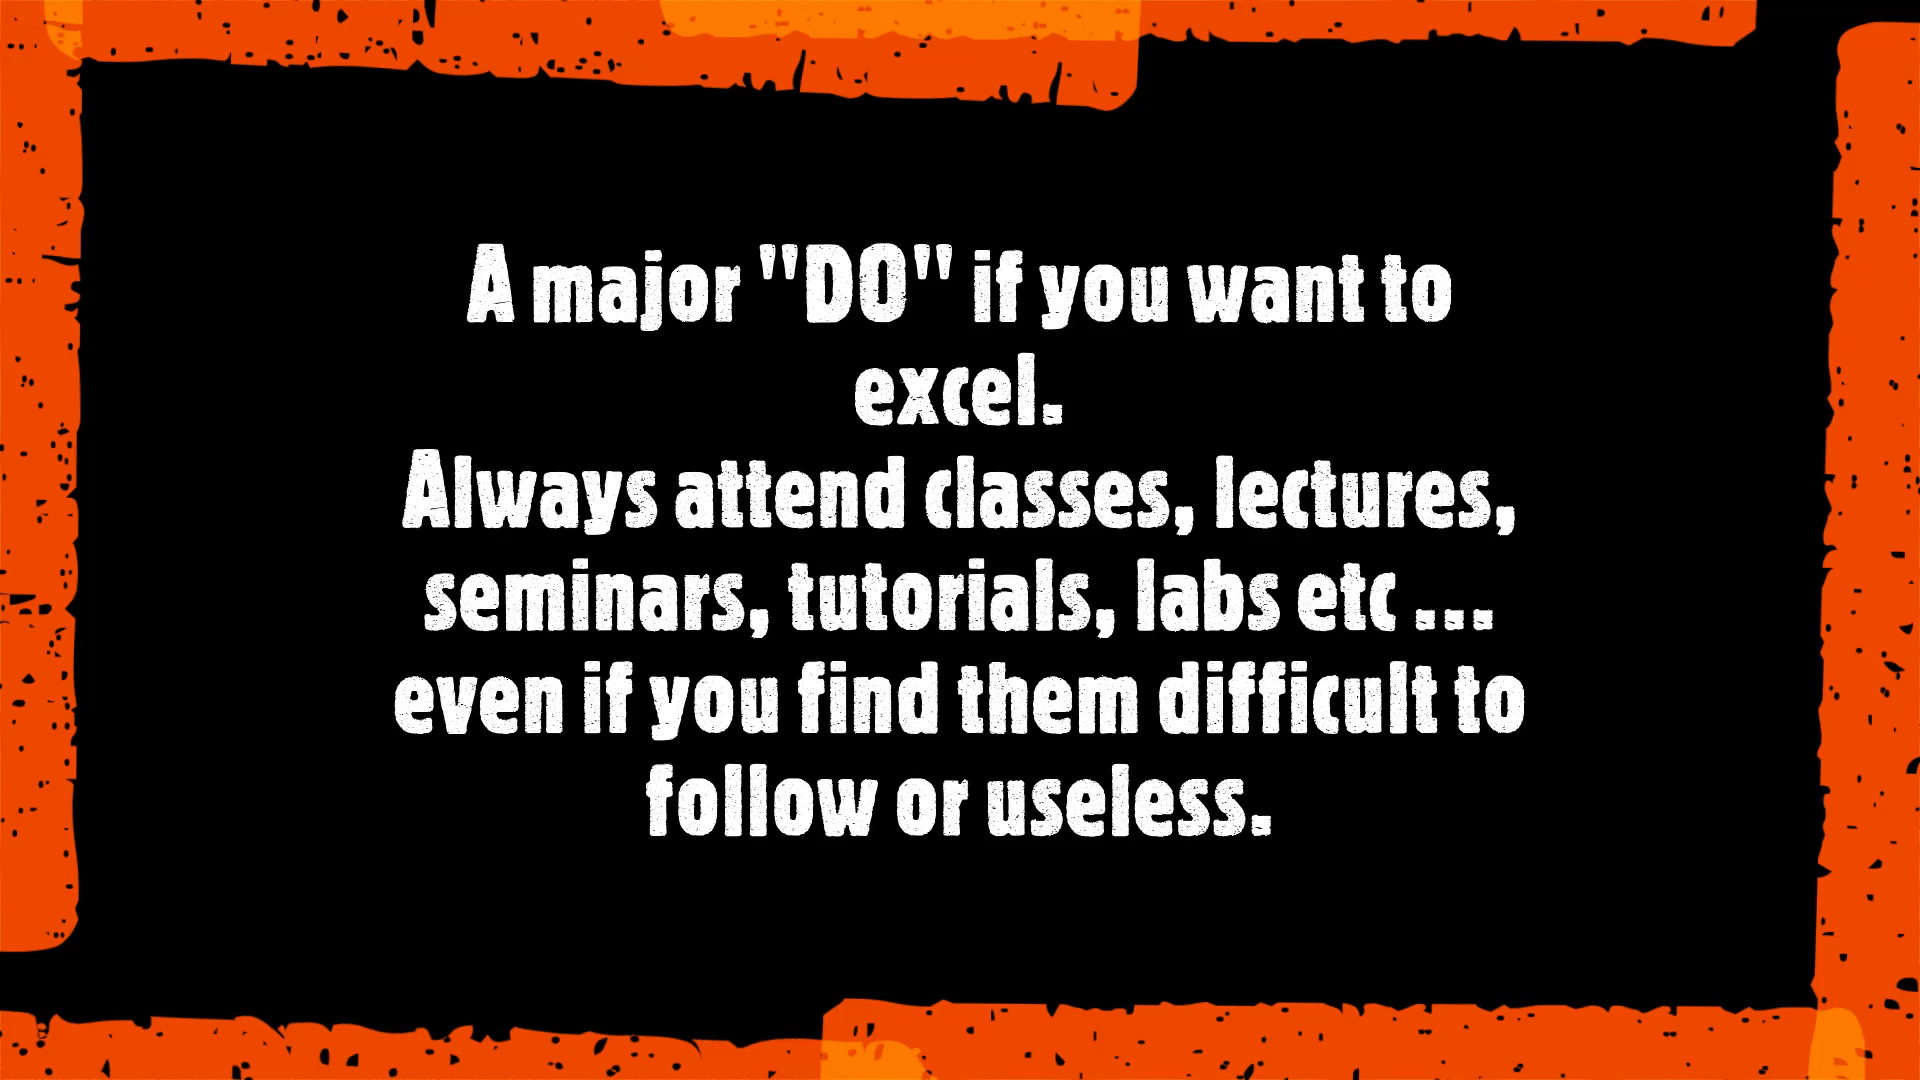 A major "DO" if you want to
excel.
Always attend classes, lectures,
seminars, tutorials, labs etc ...
even if you find them difficult to
follow or useless.